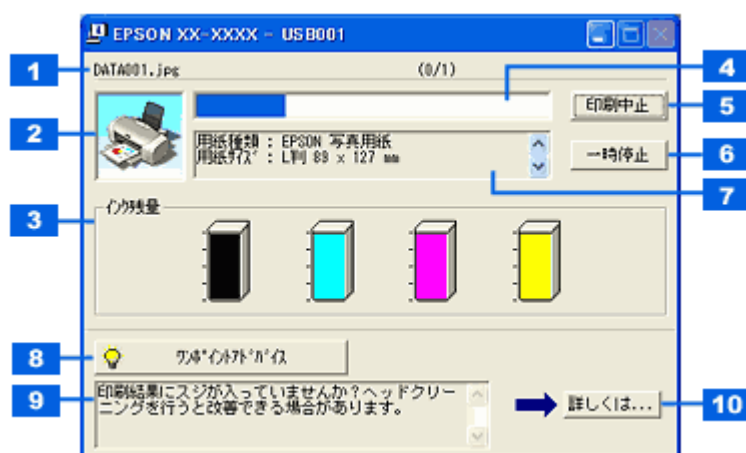 EPSON XX-XXXX - USB001
1 DATA001.jpg (0/1) 4
印刷中止 5
2
用紙種類 : EPSON 写真用紙
用紙ｻｲｽﾞ : L判 89 x 127 mm
一時停止 6
7
3 ｲﾝｸ残量
8 ﾜﾝﾎﾟｲﾝﾄｱﾄﾞﾊﾞｲｽ
9 印刷結果にスジが入っていませんか？ヘッドクリー
ニングを行うと改善できる場合があります。
詳しくは... 10